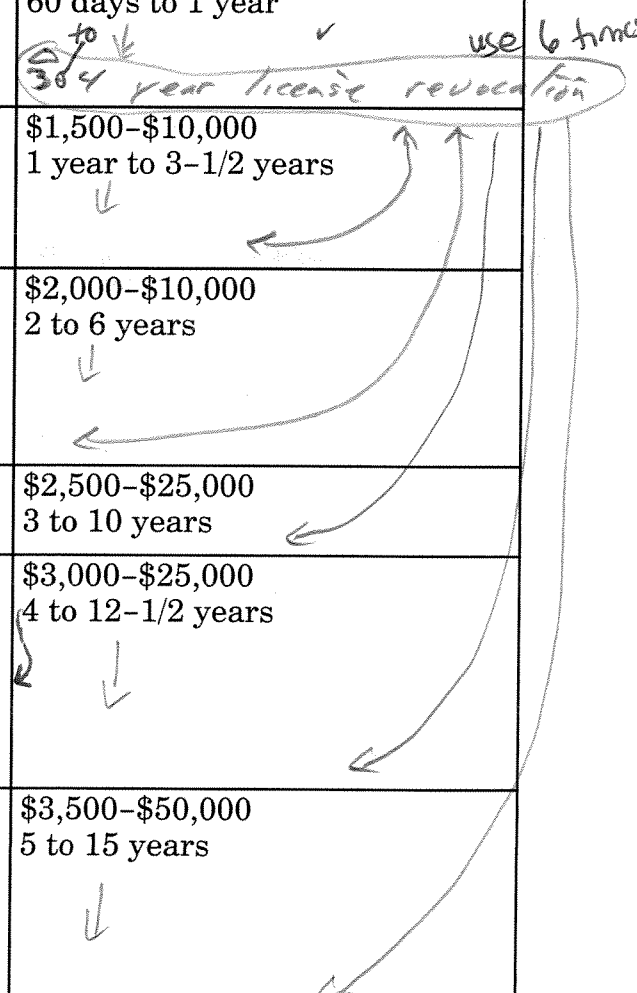 60 days to 1 year
to
use 6 time
3 4 year license revocation
$1,500–$10,000
1 year to 3–1/2 years
$2,000–$10,000
2 to 6 years
$2,500–$25,000
3 to 10 years
$3,000–$25,000
4 to 12–1/2 years
$3,500–$50,000
5 to 15 years